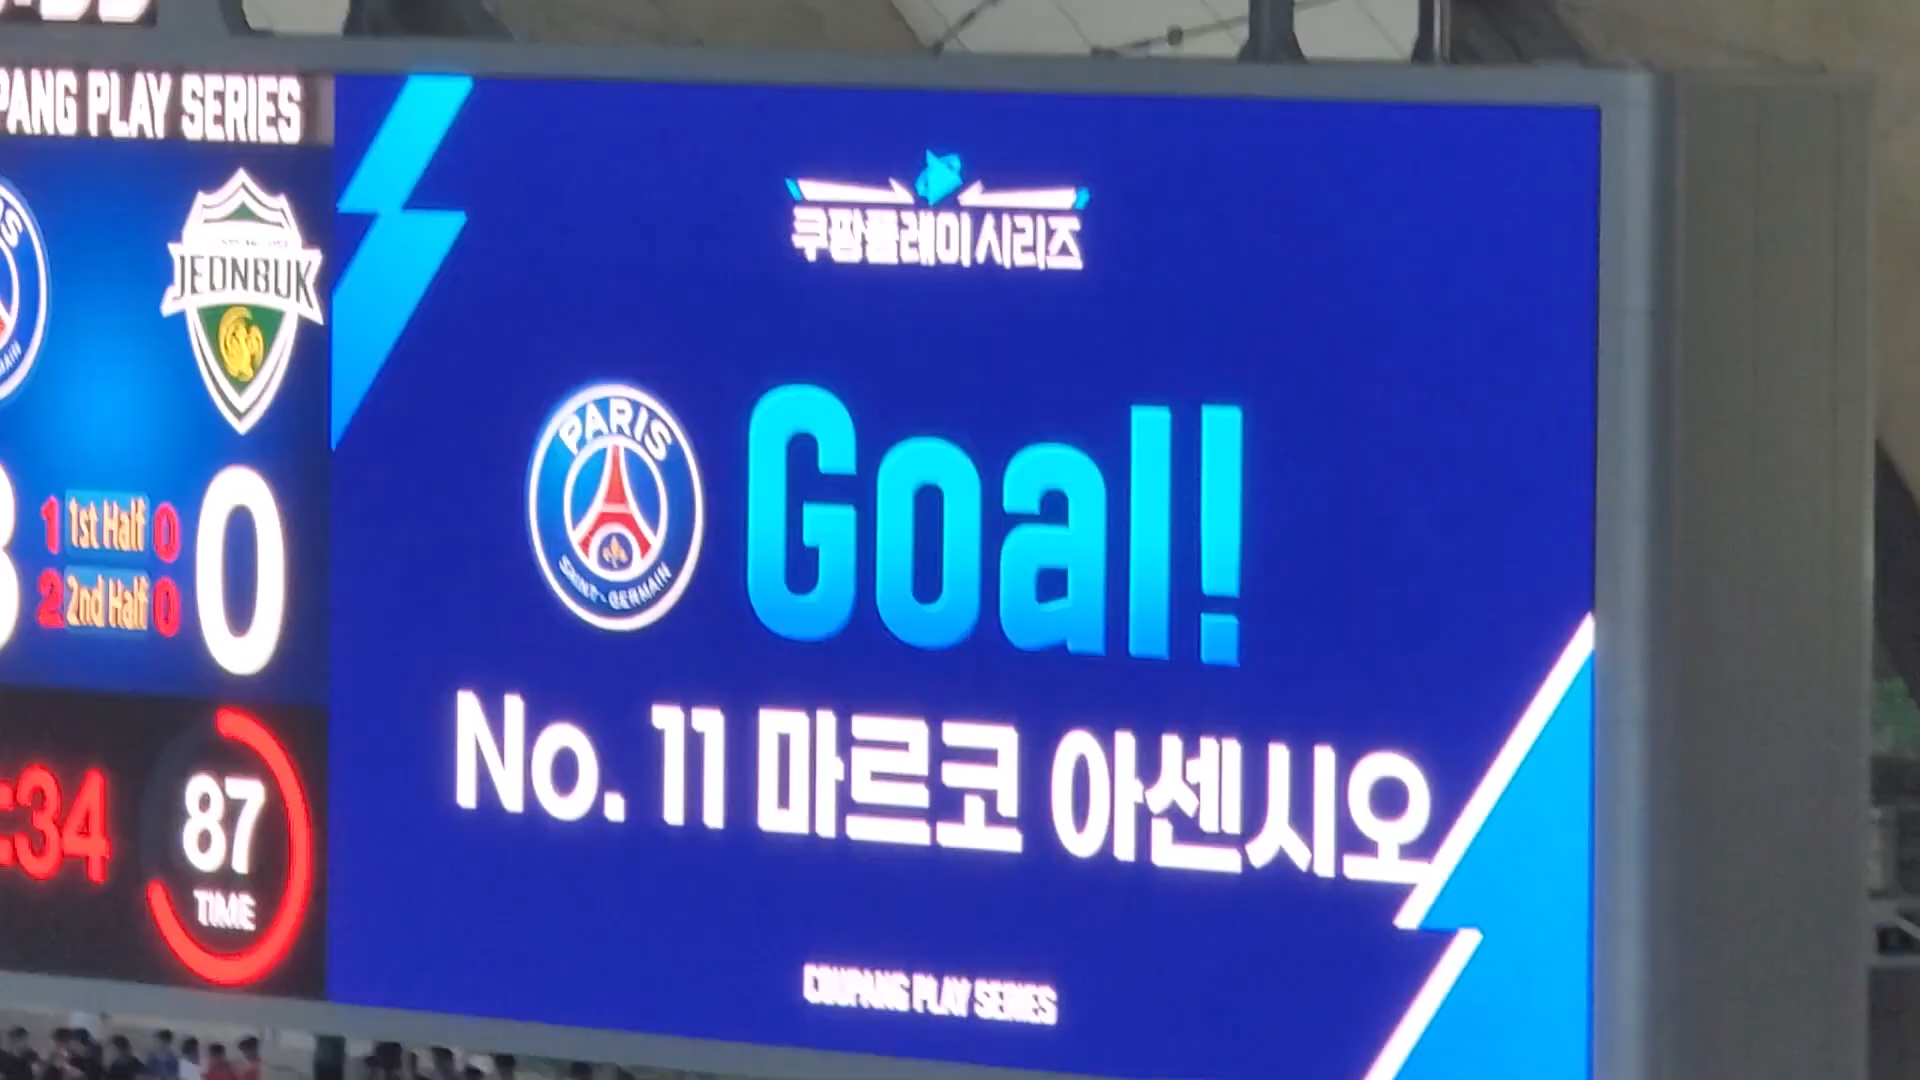 PANG PLAY SERIES
JEONBUK
1 1st Half 0
2 2nd Half 0
0
:34
87
TIME
쿠팡플레이시리즈
PARIS
SAINT-GERMAIN
Goal!
No. 11 마르코 아센시오
COUPANG PLAY SERIES